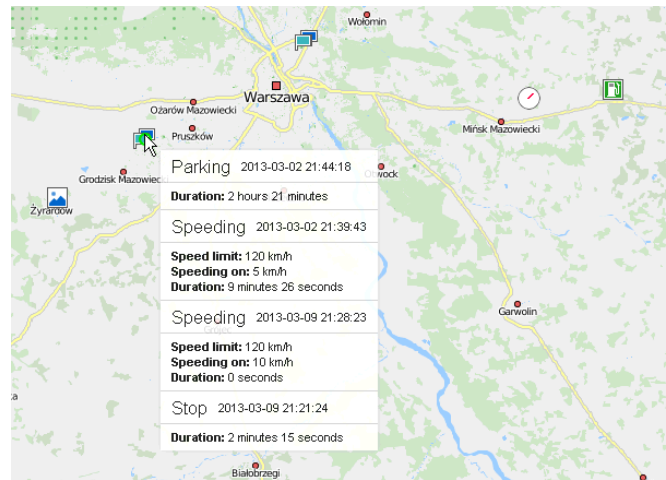 Wołomin
Warszawa
Ożarów Mazowiecki
Mińsk Mazowiecki
Pruszków
Grodzisk Mazowiec
Otwock
Żyrardów
Parking 2013-03-02 21:44:18
Duration: 2 hours 21 minutes
Speeding 2013-03-02 21:39:43
Speed limit: 120 km/h
Speeding on: 5 km/h
Duration: 9 minutes 26 seconds
Speeding 2013-03-09 21:28:23
Speed limit: 120 km/h
Speeding on: 10 km/h
Duration: 0 seconds
Stop 2013-03-09 21:21:24
Duration: 2 minutes 15 seconds
Garwolin
Białobrzegi